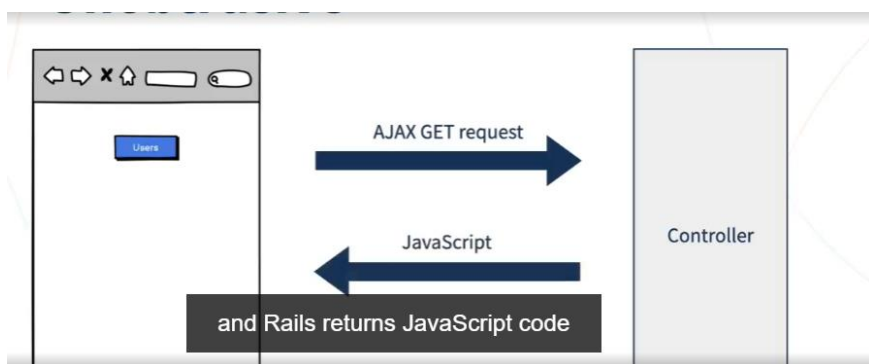 Users
AJAX GET request
JavaScript
Controller
and Rails returns JavaScript code